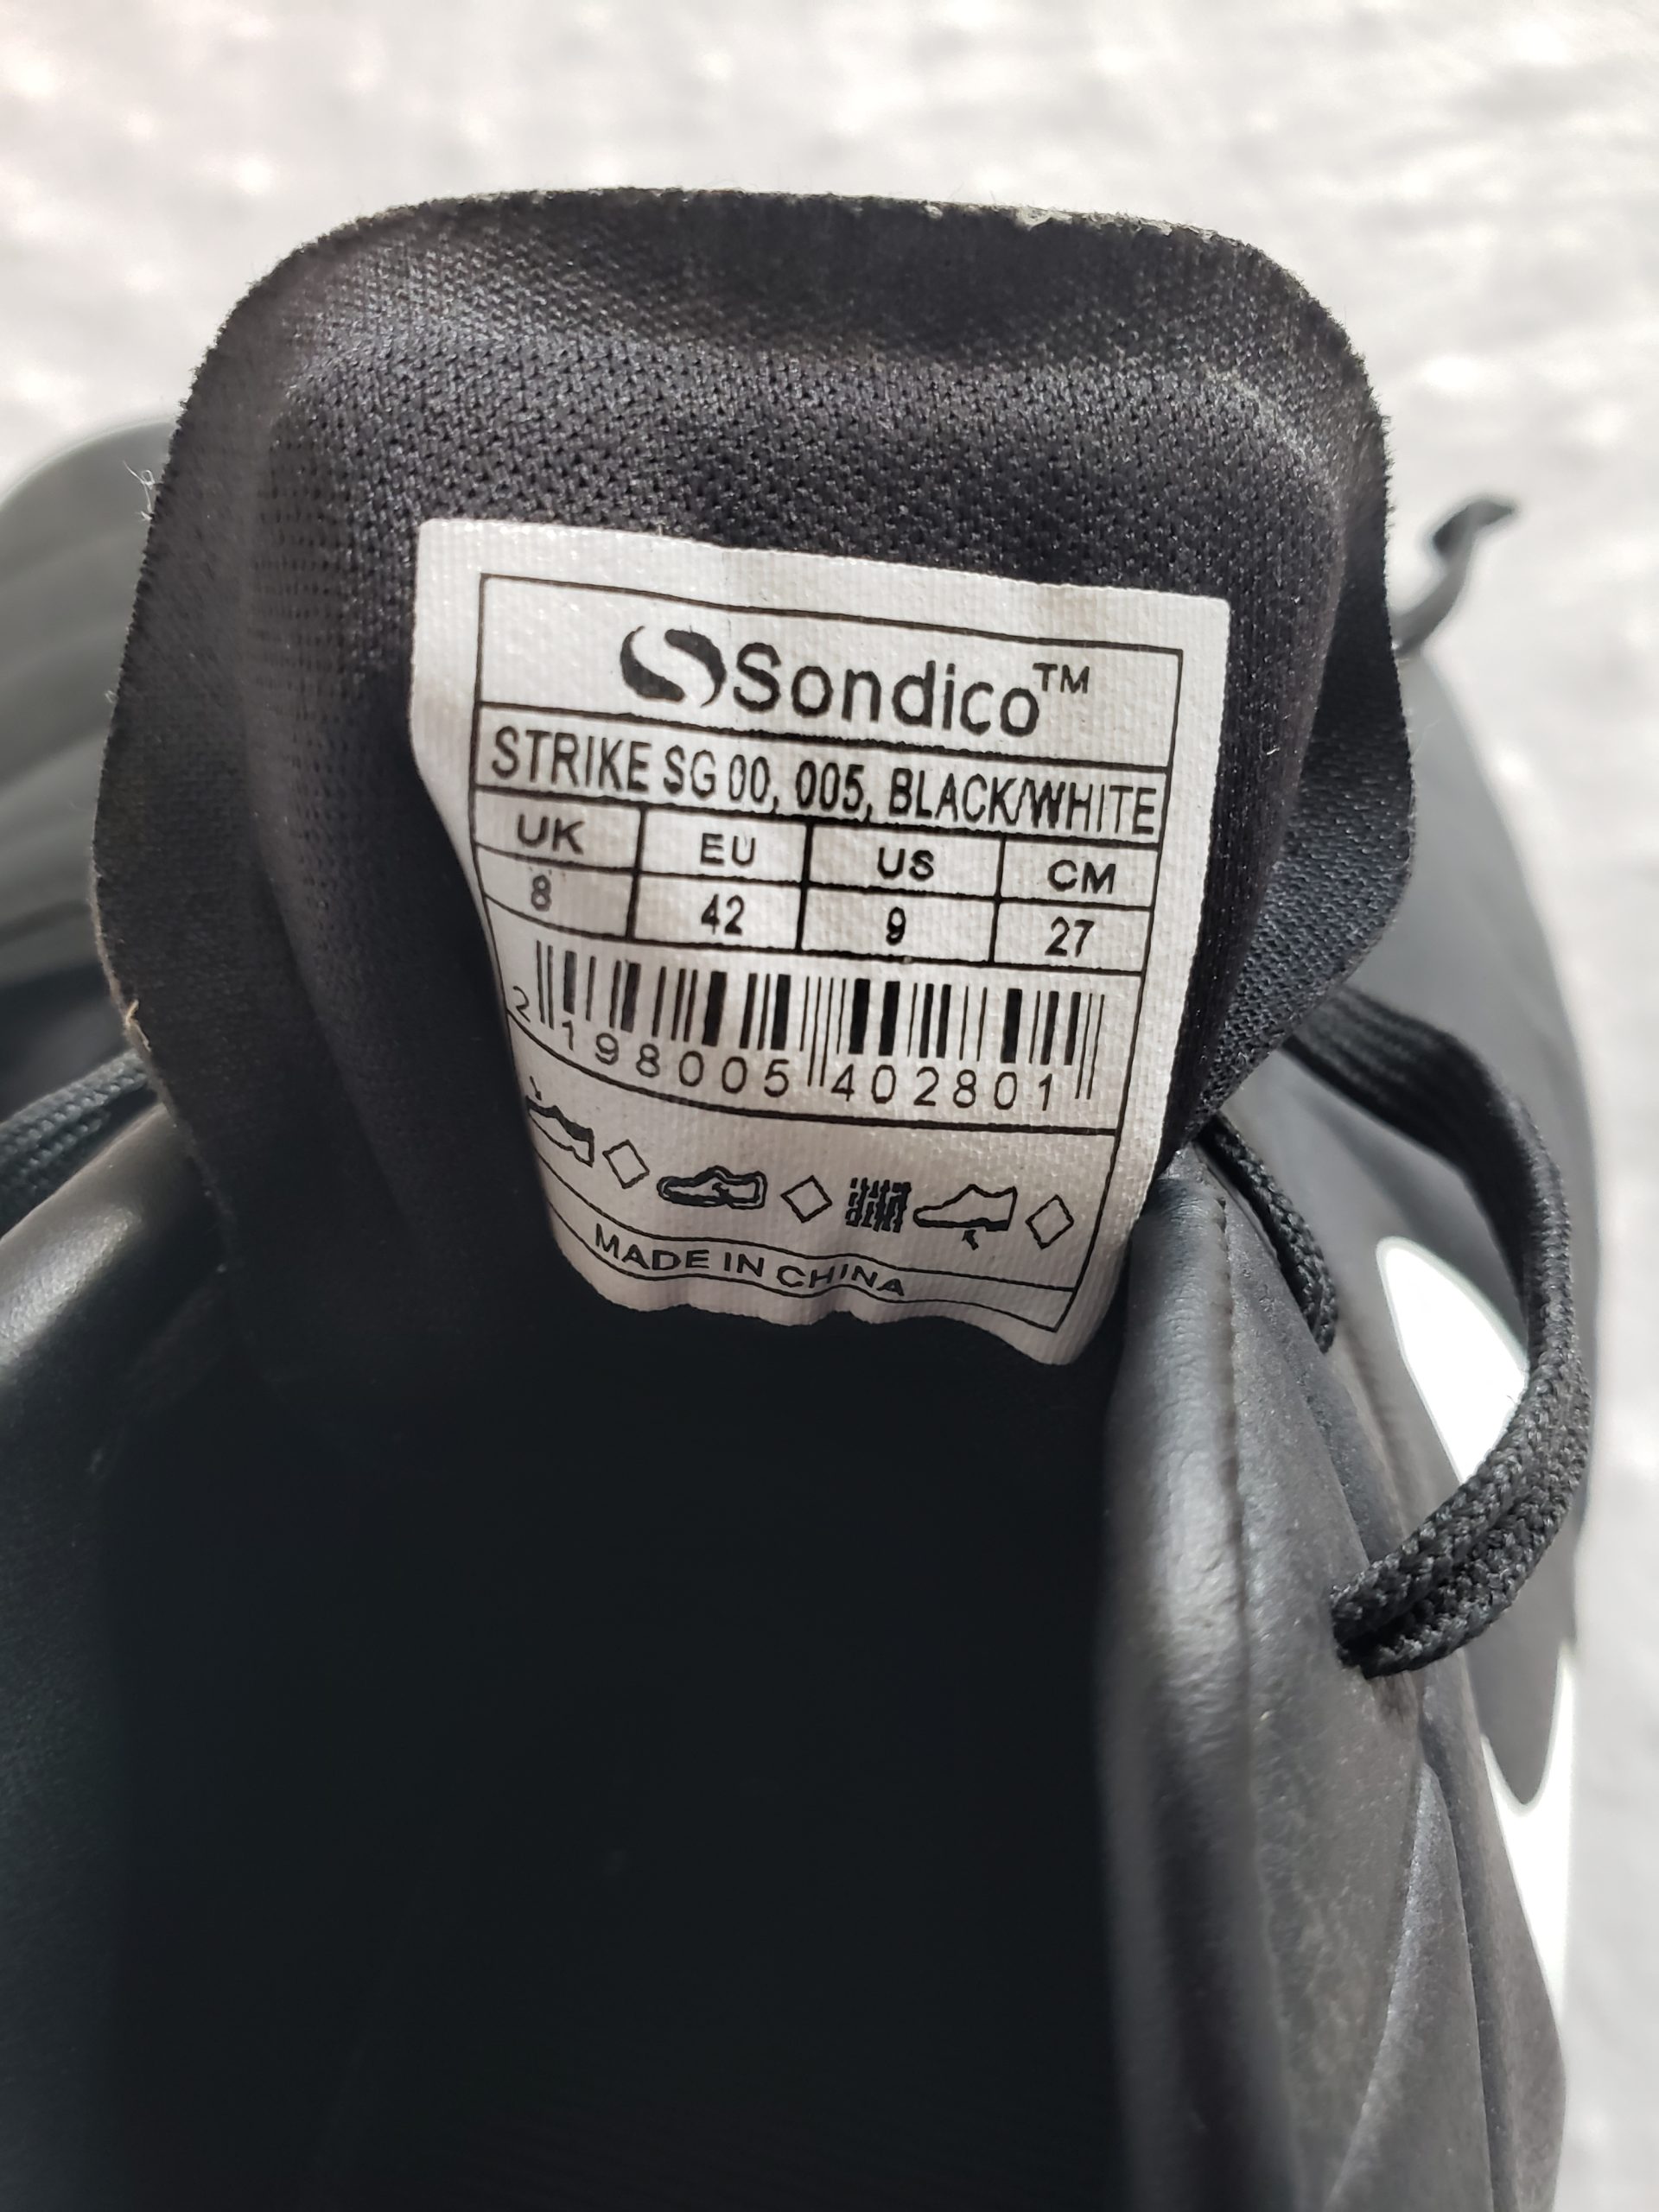 Sondico™
STRIKE SG 00, 005, BLACK/WHITE
UK EU US CM
8 42 9 27
2 198005 402801
MADE IN CHINA